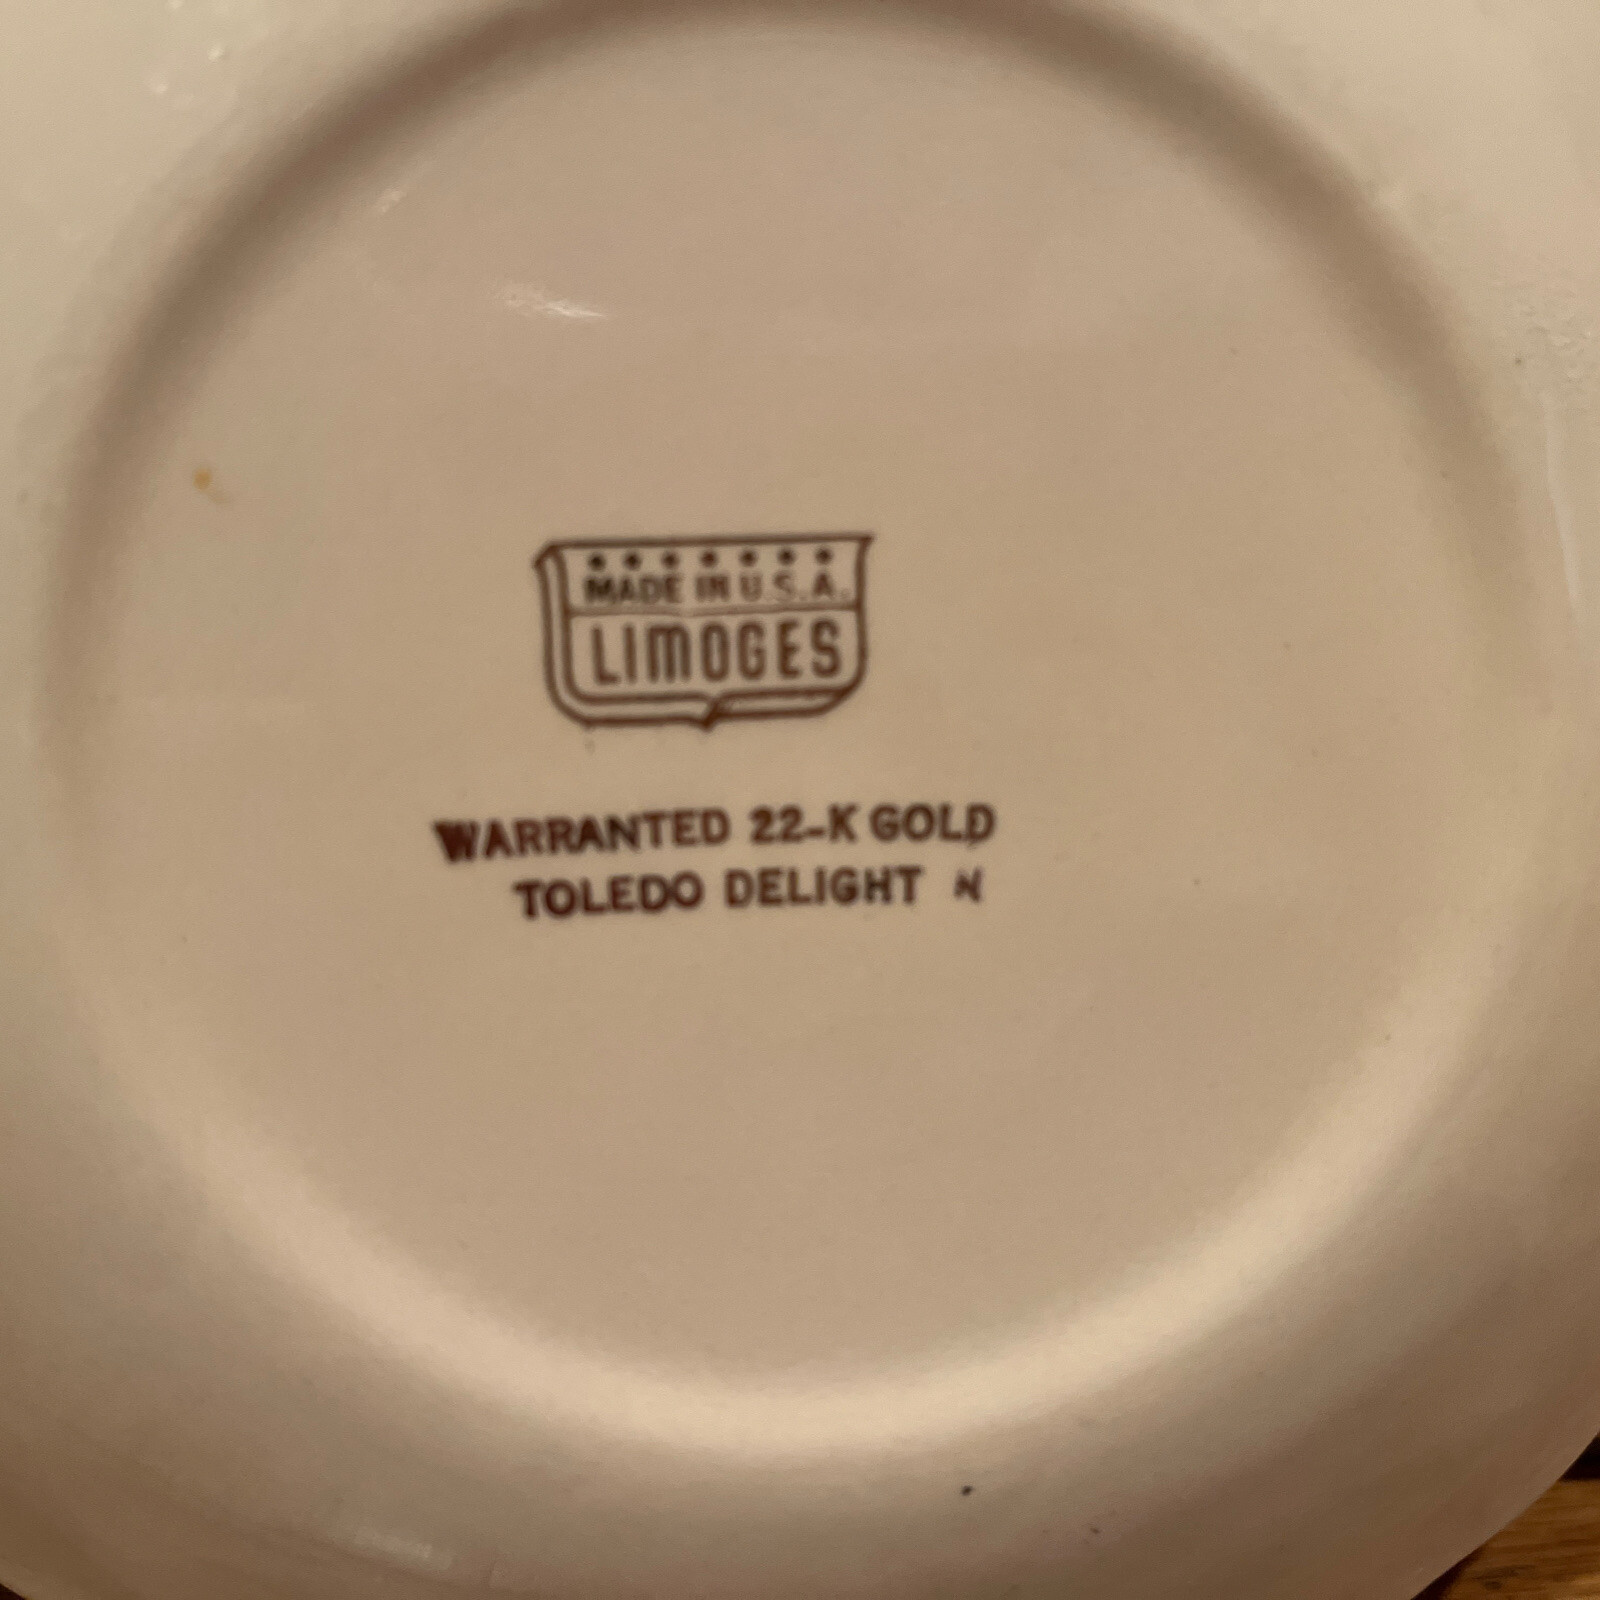 MADE IN U.S.A.
LIMOGES
WARRANTED 22-K GOLD
TOLEDO DELIGHT N